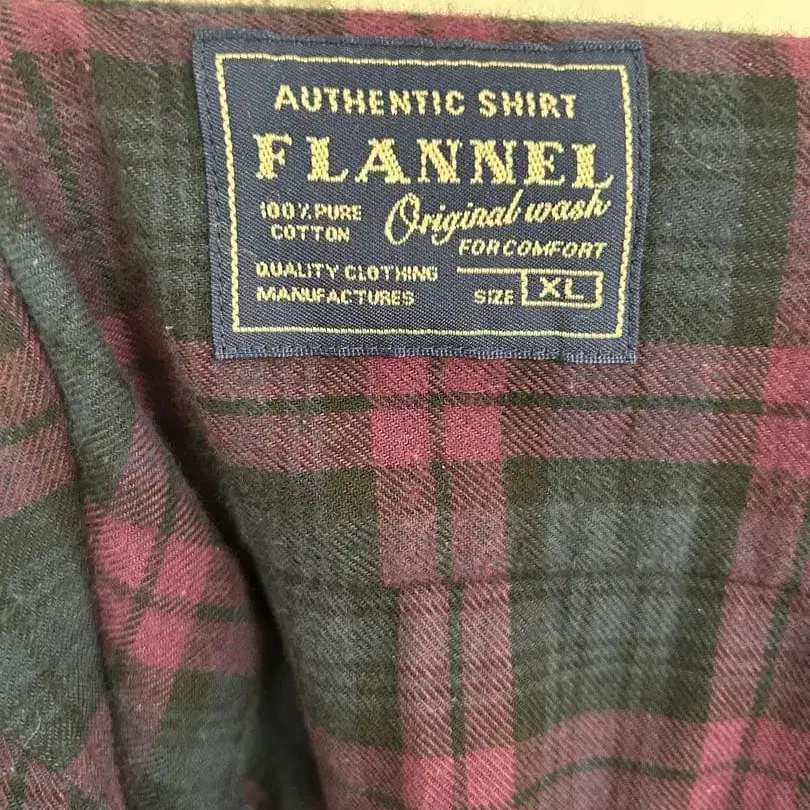 AUTHENTIC SHIRT
FLANNEL
100% PURE
COTTON
Original wash
FOR COMFORT
QUALITY CLOTHING
MANUFACTURES
SIZE XL